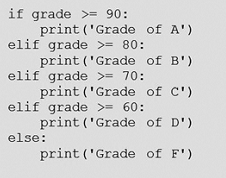 if grade >= 90:
    print('Grade of A')
elif grade >= 80:
    print('Grade of B')
elif grade >= 70:
    print('Grade of C')
elif grade >= 60:
    print('Grade of D')
else:
    print('Grade of F')